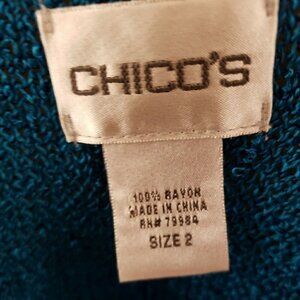 CHICO'S
100% RAYON
MADE IN CHINA
RN# 79984
SIZE 2